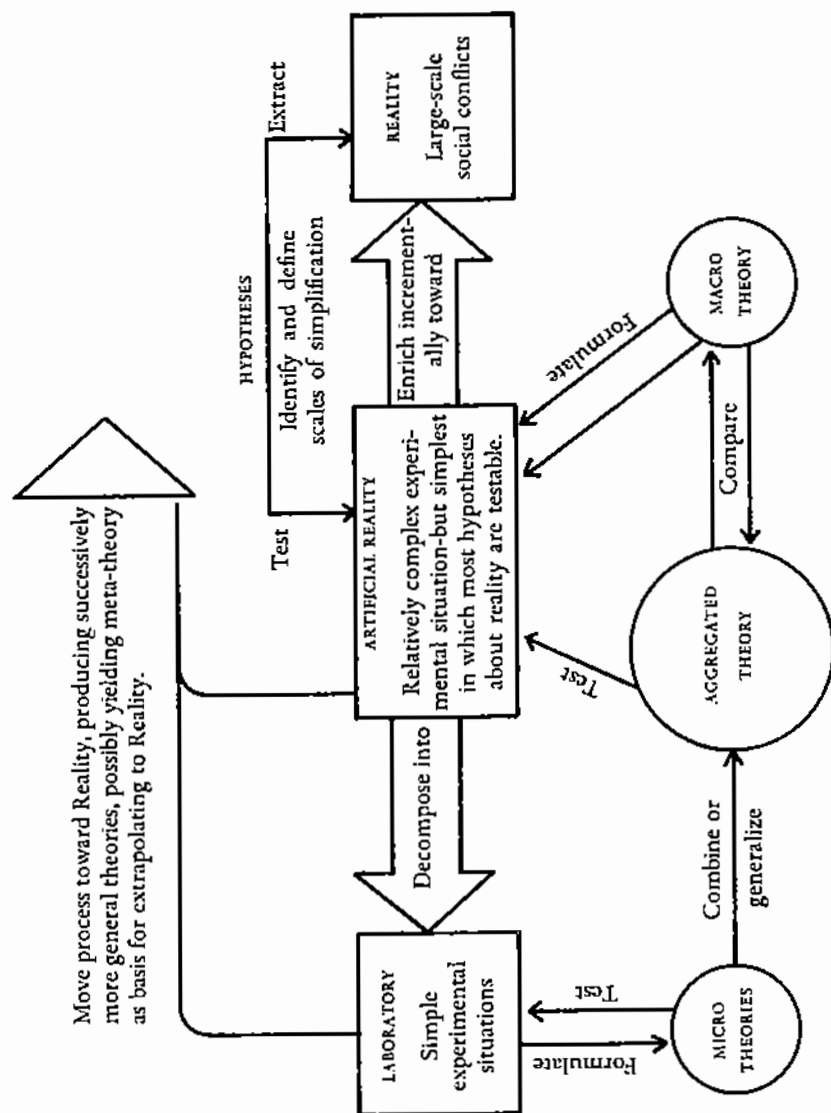 Move process toward Reality, producing successively
more general theories, possibly yielding meta-theory
as basis for extrapolating to Reality.
HYPOTHESES
Test
Identify and define
scales of simplification
Extract
LABORATORY
Simple
experimental
situations
Decompose into
ARTIFICIAL REALITY
Relatively complex experi-
mental situation-but simplest
in which most hypotheses
about reality are testable.
Enrich increment-
ally toward
REALITY
Large-scale
social conflicts
Formulate
Test
Test
Formulate
MICRO
THEORIES
Combine or
generalize
AGGREGATED
THEORY
Compare
MACRO
THEORY